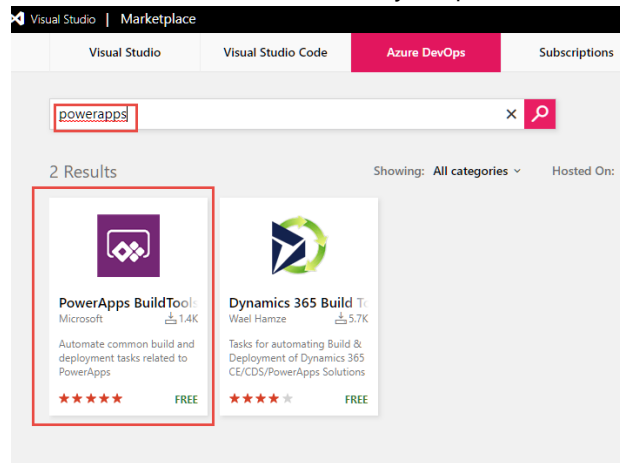 Visual Studio | Marketplace
Visual Studio
Visual Studio Code
Azure DevOps
Subscriptions
powerapps
2 Results
Showing: All categories
Hosted On:
PowerApps BuildTools
Microsoft 1.4K
Automate common build and
deployment tasks related to
PowerApps
FREE
Dynamics 365 Build
Wael Hamze 5.7K
Tasks for automating Build &
Deployment of Dynamics 365
CE/CDS/PowerApps Solutions
FREE